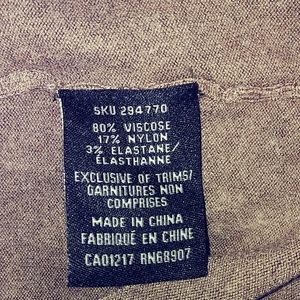 SKU 294770
80% VISCOSE
17% NYLON
3% ELASTANE/
ÉLASTHANNE
EXCLUSIVE OF TRIMS/
GARNITURES NON
COMPRISES
MADE IN CHINA
FABRIQUÉ EN CHINE
CA01217 RN68907